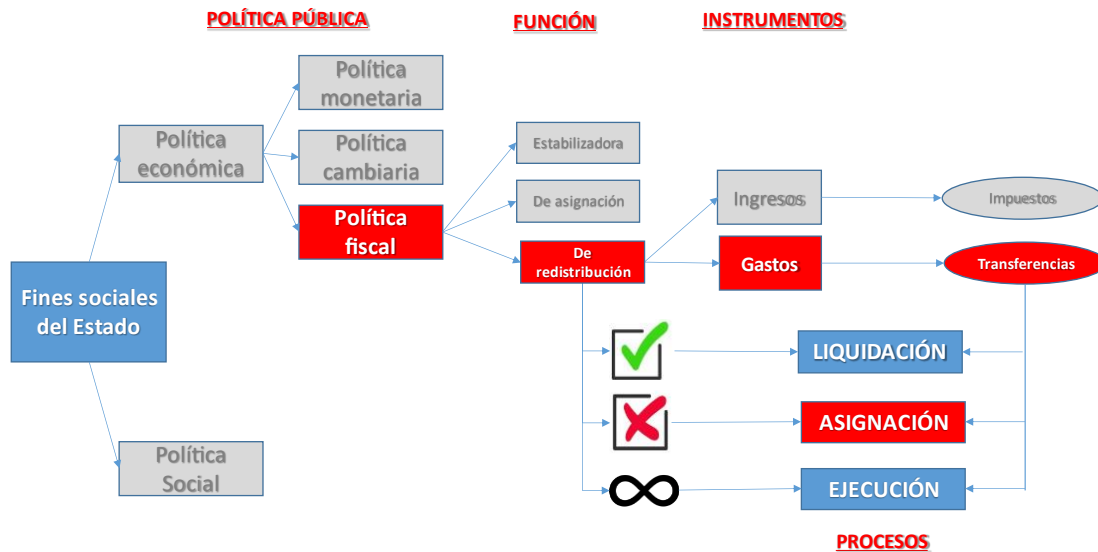 POLÍTICA PÚBLICA
FUNCIÓN
INSTRUMENTOS
Política
monetaria
Política
económica
Política
cambiaria
Política
fiscal
Estabilizadora
De asignación
De
redistribución
Ingresos
Impuestos
Gastos
Transferencias
Fines sociales
del Estado
LIQUIDACIÓN
ASIGNACIÓN
EJECUCIÓN
Política
Social
PROCESOS